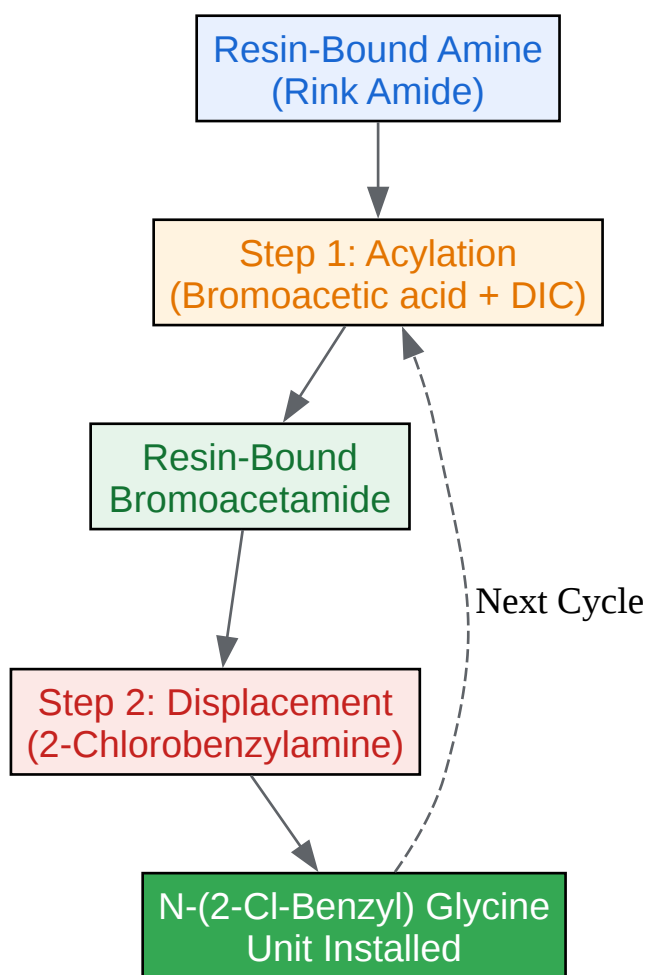 Resin-Bound Amine
(Rink Amide)
Step 1: Acylation
(Bromoacetic acid + DIC)
Resin-Bound
Bromoacetamide
Next Cycle
Step 2: Displacement
(2-Chlorobenzylamine)
N-(2-Cl-Benzyl) Glycine
Unit Installed